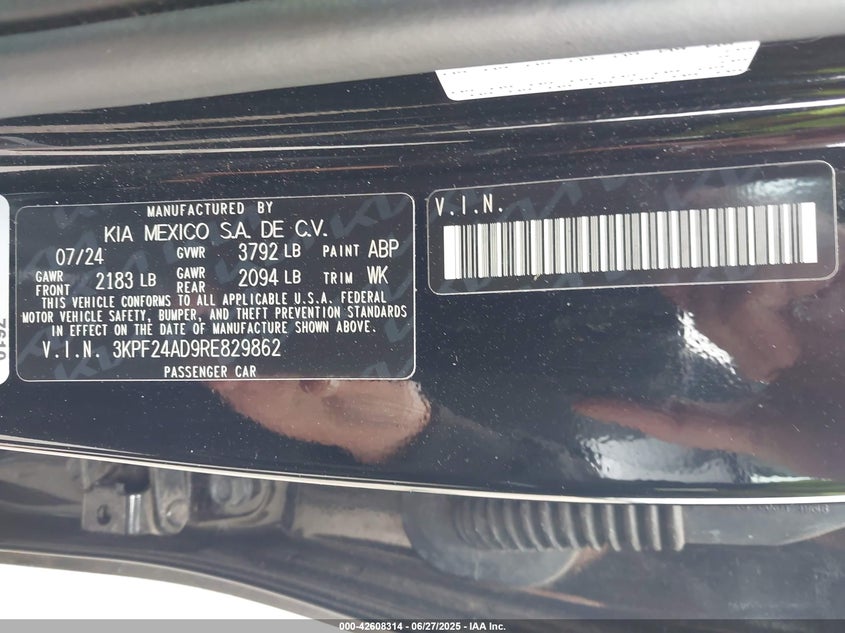 MANUFACTURED BY
KIA MEXICO S.A. DE C.V.
07/24 GVWR 3792 LB PAINT ABP
GAWR FRONT 2183 LB GAWR REAR 2094 LB TRIM WK
THIS VEHICLE CONFORMS TO ALL APPLICABLE U.S.A. FEDERAL
MOTOR VEHICLE SAFETY, BUMPER, AND THEFT PREVENTION STANDARDS
IN EFFECT ON THE DATE OF MANUFACTURE SHOWN ABOVE.
V.I.N. 3KPF24AD9RE829862
PASSENGER CAR
V.I.N.
000-42608314 - 06/27/2025 - IAA Inc.